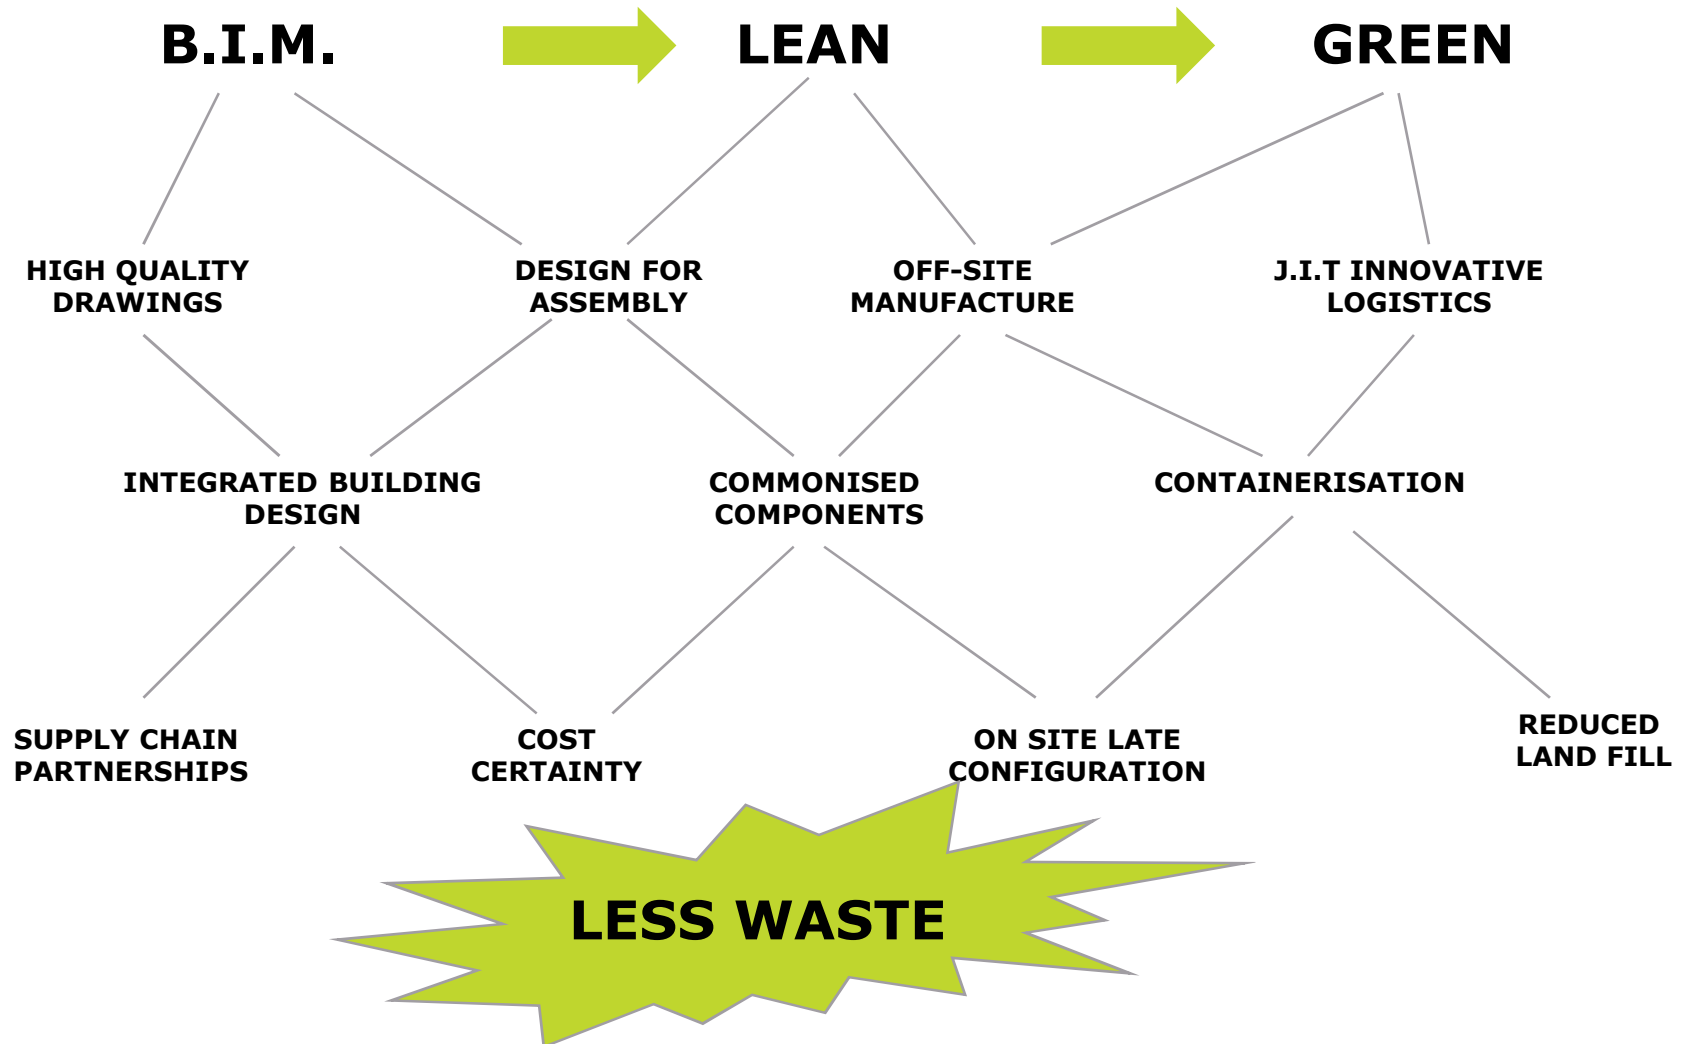 B.I.M.
LEAN
GREEN
HIGH QUALITY
DRAWINGS
DESIGN FOR
ASSEMBLY
OFF-SITE
MANUFACTURE
J.I.T INNOVATIVE
LOGISTICS
INTEGRATED BUILDING
DESIGN
COMMONISED
COMPONENTS
CONTAINERISATION
SUPPLY CHAIN
PARTNERSHIPS
COST
CERTAINTY
ON SITE LATE
CONFIGURATION
REDUCED
LAND FILL
LESS WASTE